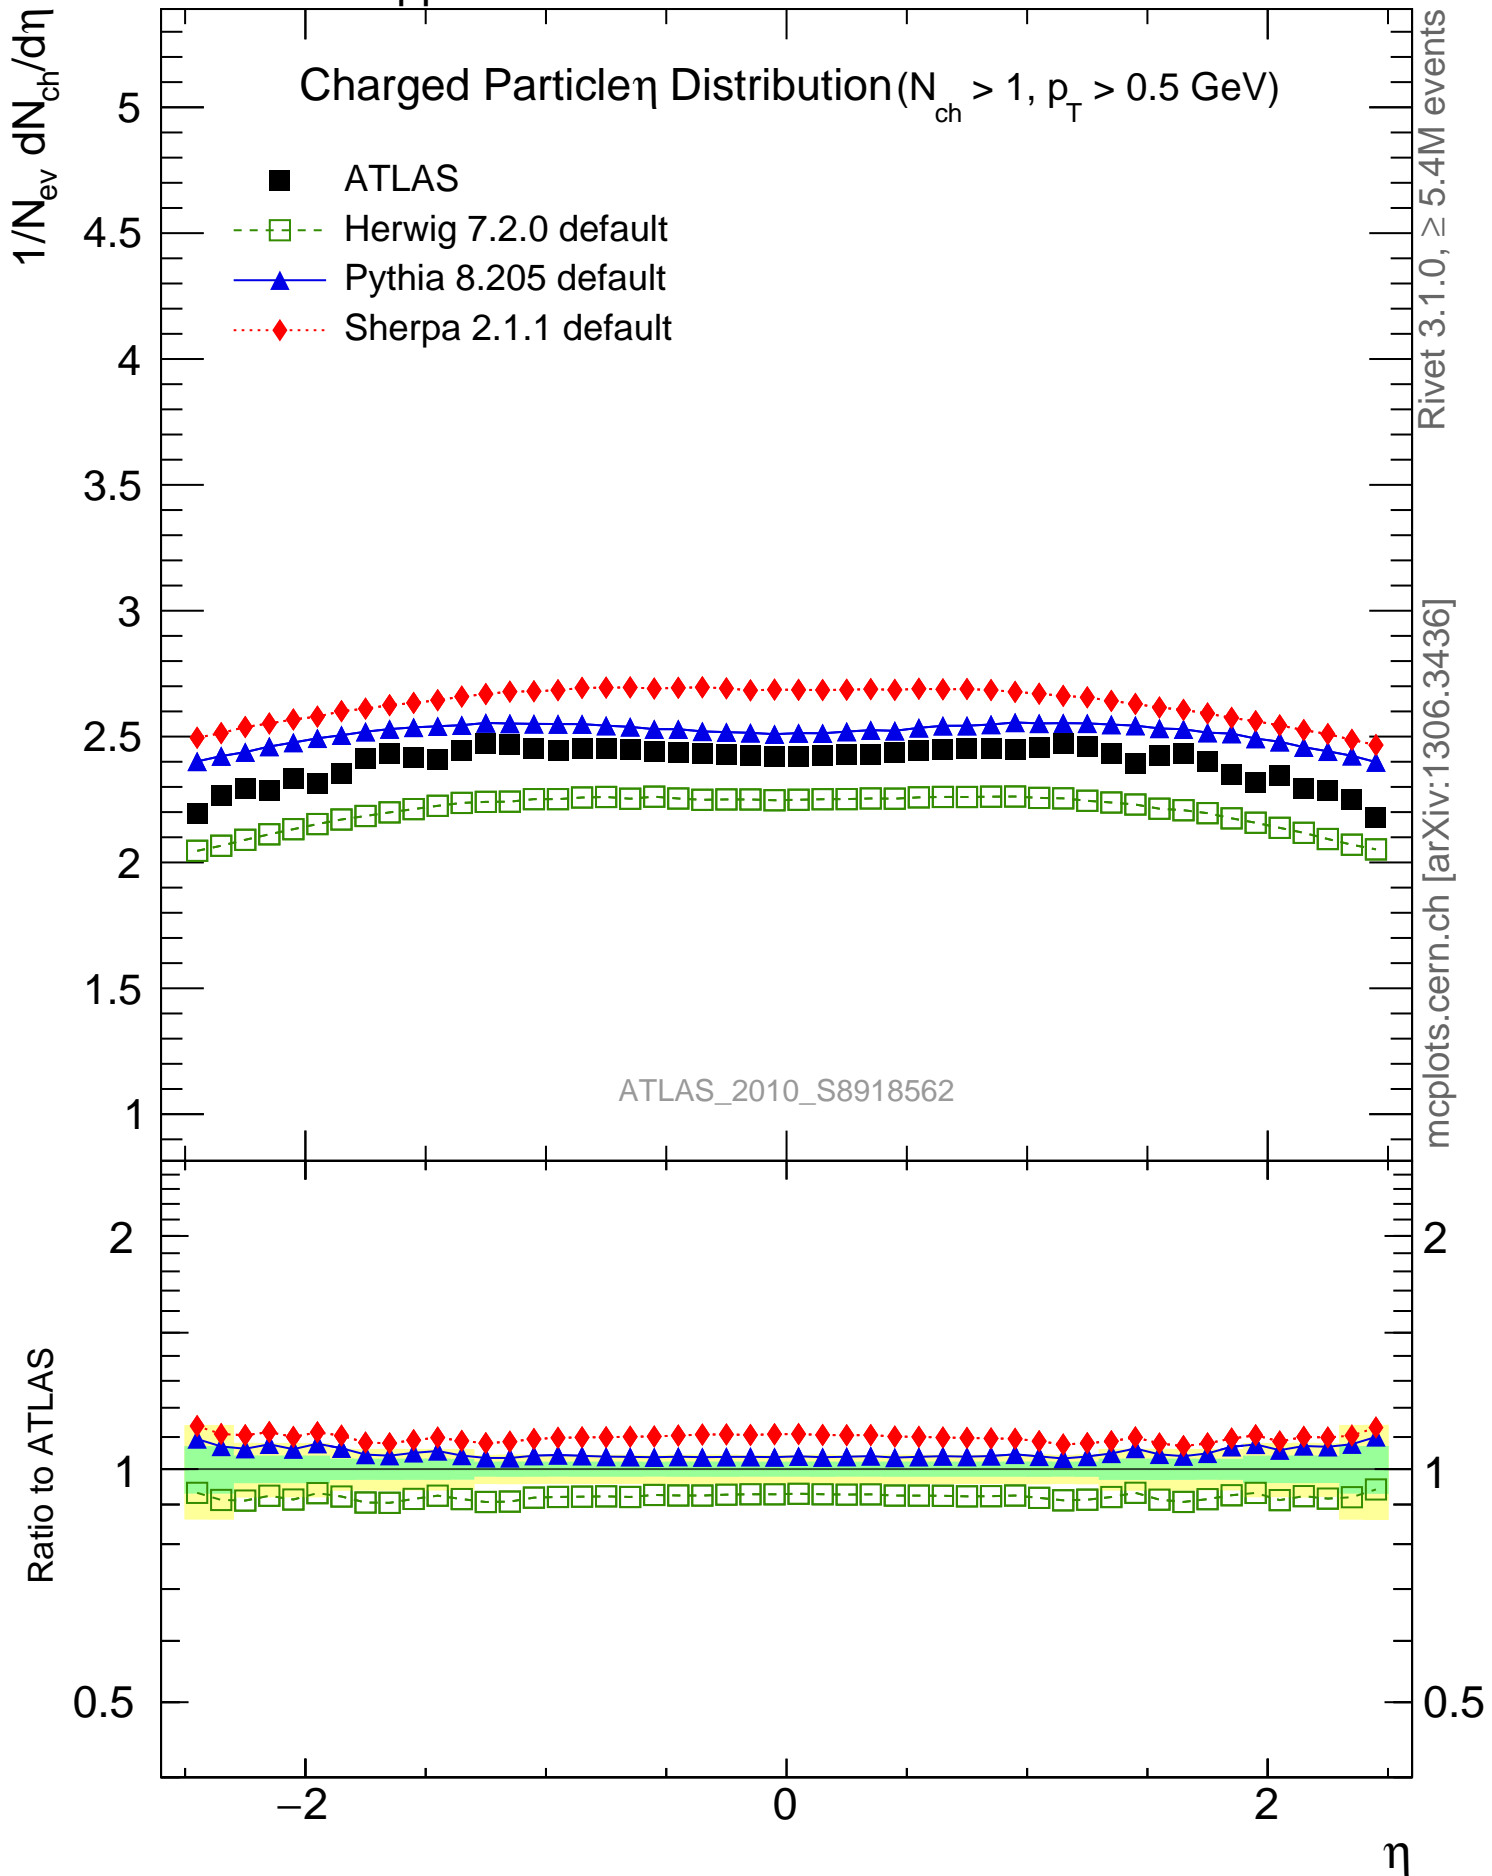 1/N_ev dN_ch/dη
Charged Particle η Distribution (N_ch > 1, p_T > 0.5 GeV)
ATLAS
Herwig 7.2.0 default
Pythia 8.205 default
Sherpa 2.1.1 default
5
4.5
4
3.5
3
2.5
2
1.5
1
ATLAS_2010_S8918562
Rivet 3.1.0, ≥ 5.4M events
mcplots.cern.ch [arXiv:1306.3436]
Ratio to ATLAS
2
1
0.5
2
1
0.5
−2
0
2
η